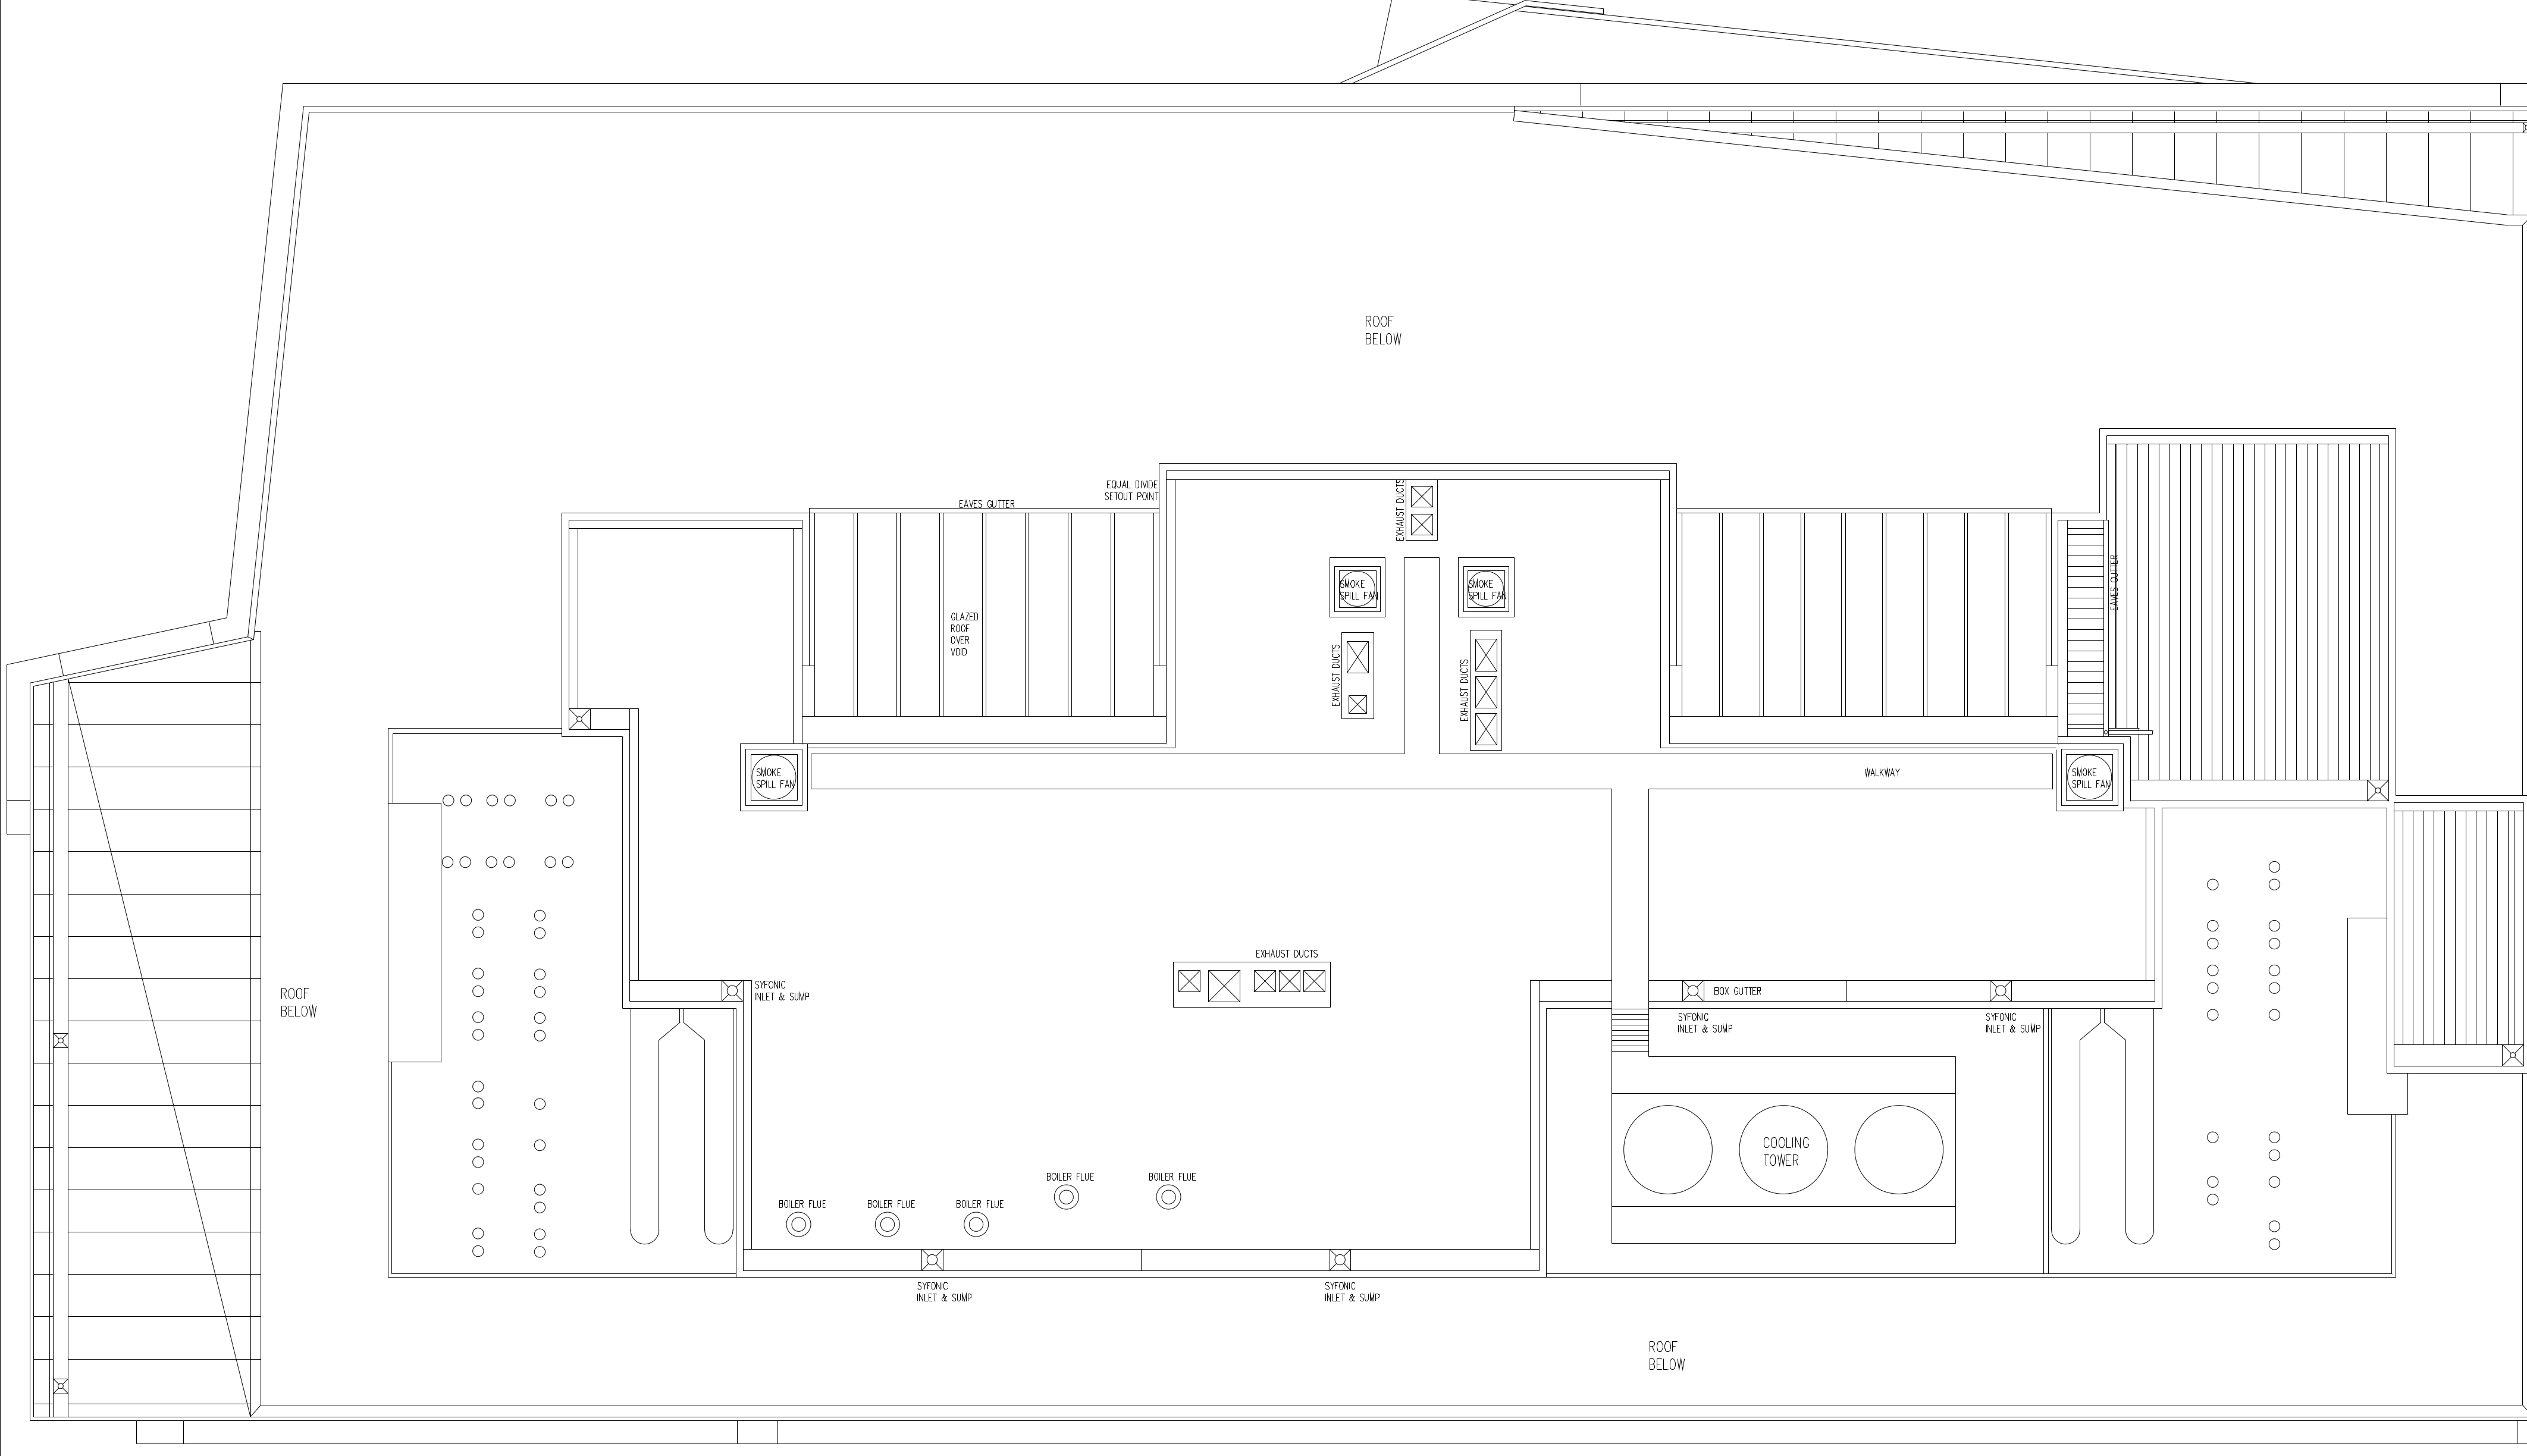 ROOF
BELOW
EQUAL DIVIDE
SETOUT POINT
EAVES GUTTER
EXHAUST DUCTS
SMOKE
SPILL FAN
SMOKE
SPILL FAN
EAVES GUTTER
GLAZED
ROOF
OVER
VOID
EXHAUST DUCTS
EXHAUST DUCTS
SMOKE
SPILL FAN
WALKWAY
SMOKE
SPILL FAN
EXHAUST DUCTS
SYFONIC
INLET & SUMP
ROOF
BELOW
BOX GUTTER
SYFONIC
INLET & SUMP
SYFONIC
INLET & SUMP
COOLING
TOWER
BOILER FLUE
BOILER FLUE
BOILER FLUE
BOILER FLUE
BOILER FLUE
SYFONIC
INLET & SUMP
SYFONIC
INLET & SUMP
ROOF
BELOW